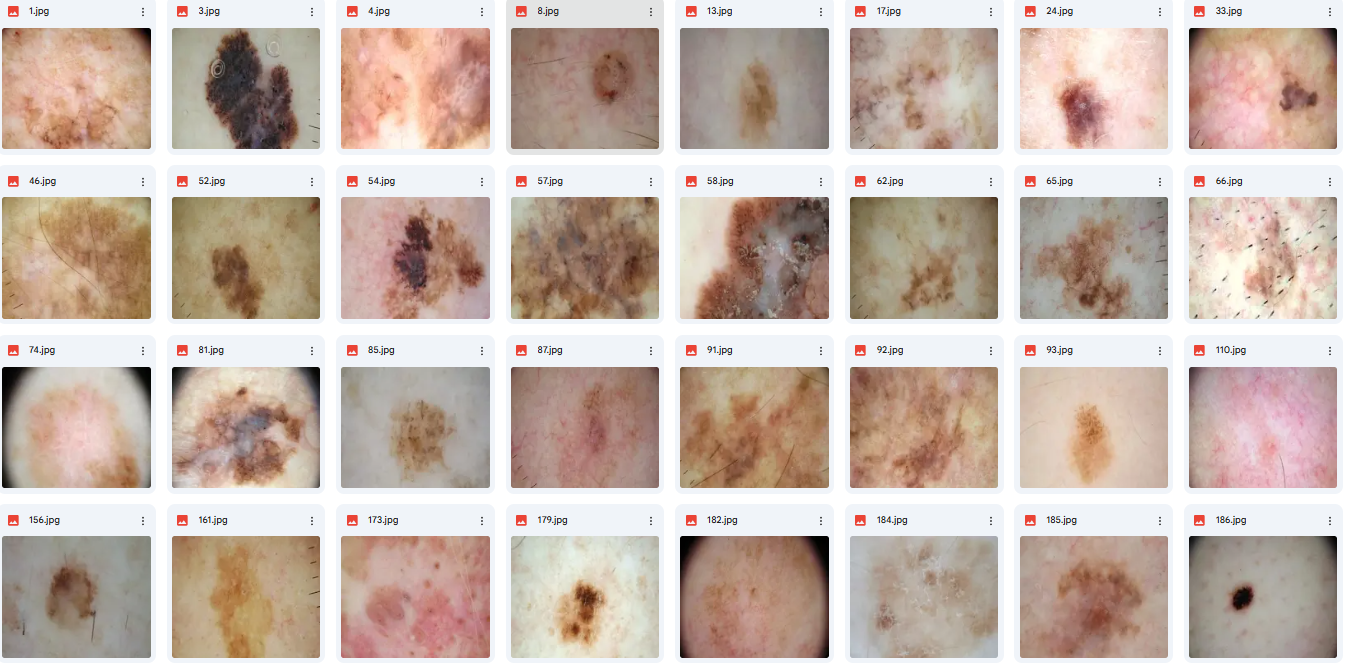 1.jpg 3.jpg 4.jpg 8.jpg 13.jpg 17.jpg 24.jpg 33.jpg
46.jpg 52.jpg 54.jpg 57.jpg 58.jpg 62.jpg 65.jpg 66.jpg
74.jpg 81.jpg 85.jpg 87.jpg 91.jpg 92.jpg 93.jpg 110.jpg
156.jpg 161.jpg 173.jpg 179.jpg 182.jpg 184.jpg 185.jpg 186.jpg